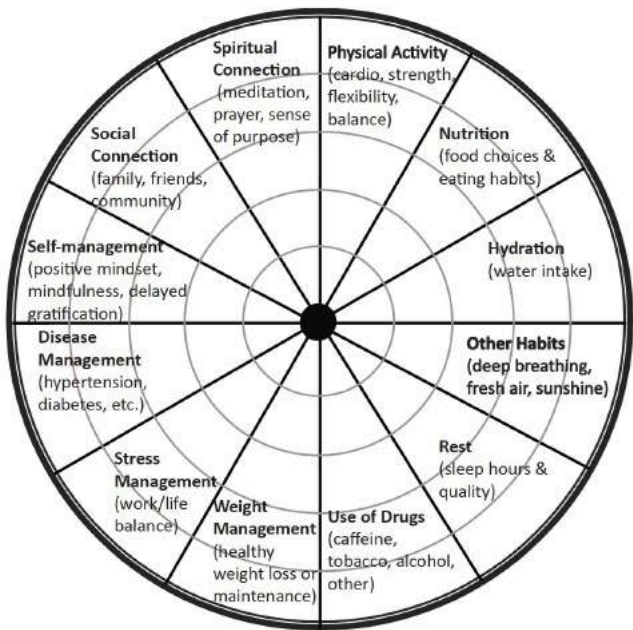 Spiritual
Connection
(meditation,
prayer, sense
of purpose)
Physical Activity
(cardio, strength,
flexibility,
balance)
Nutrition
(food choices &
eating habits)
Hydration
(water intake)
Other Habits
(deep breathing,
fresh air, sunshine)
Rest
(sleep hours &
quality)
Use of Drugs
(caffeine,
tobacco, alcohol,
other)
Weight
Management
(healthy
weight loss or
maintenance)
Stress
Management
(work/life
balance)
Disease
Management
(hypertension,
diabetes, etc.)
Self-management
(positive mindset,
mindfulness, delayed
gratification)
Social
Connection
(family, friends,
community)